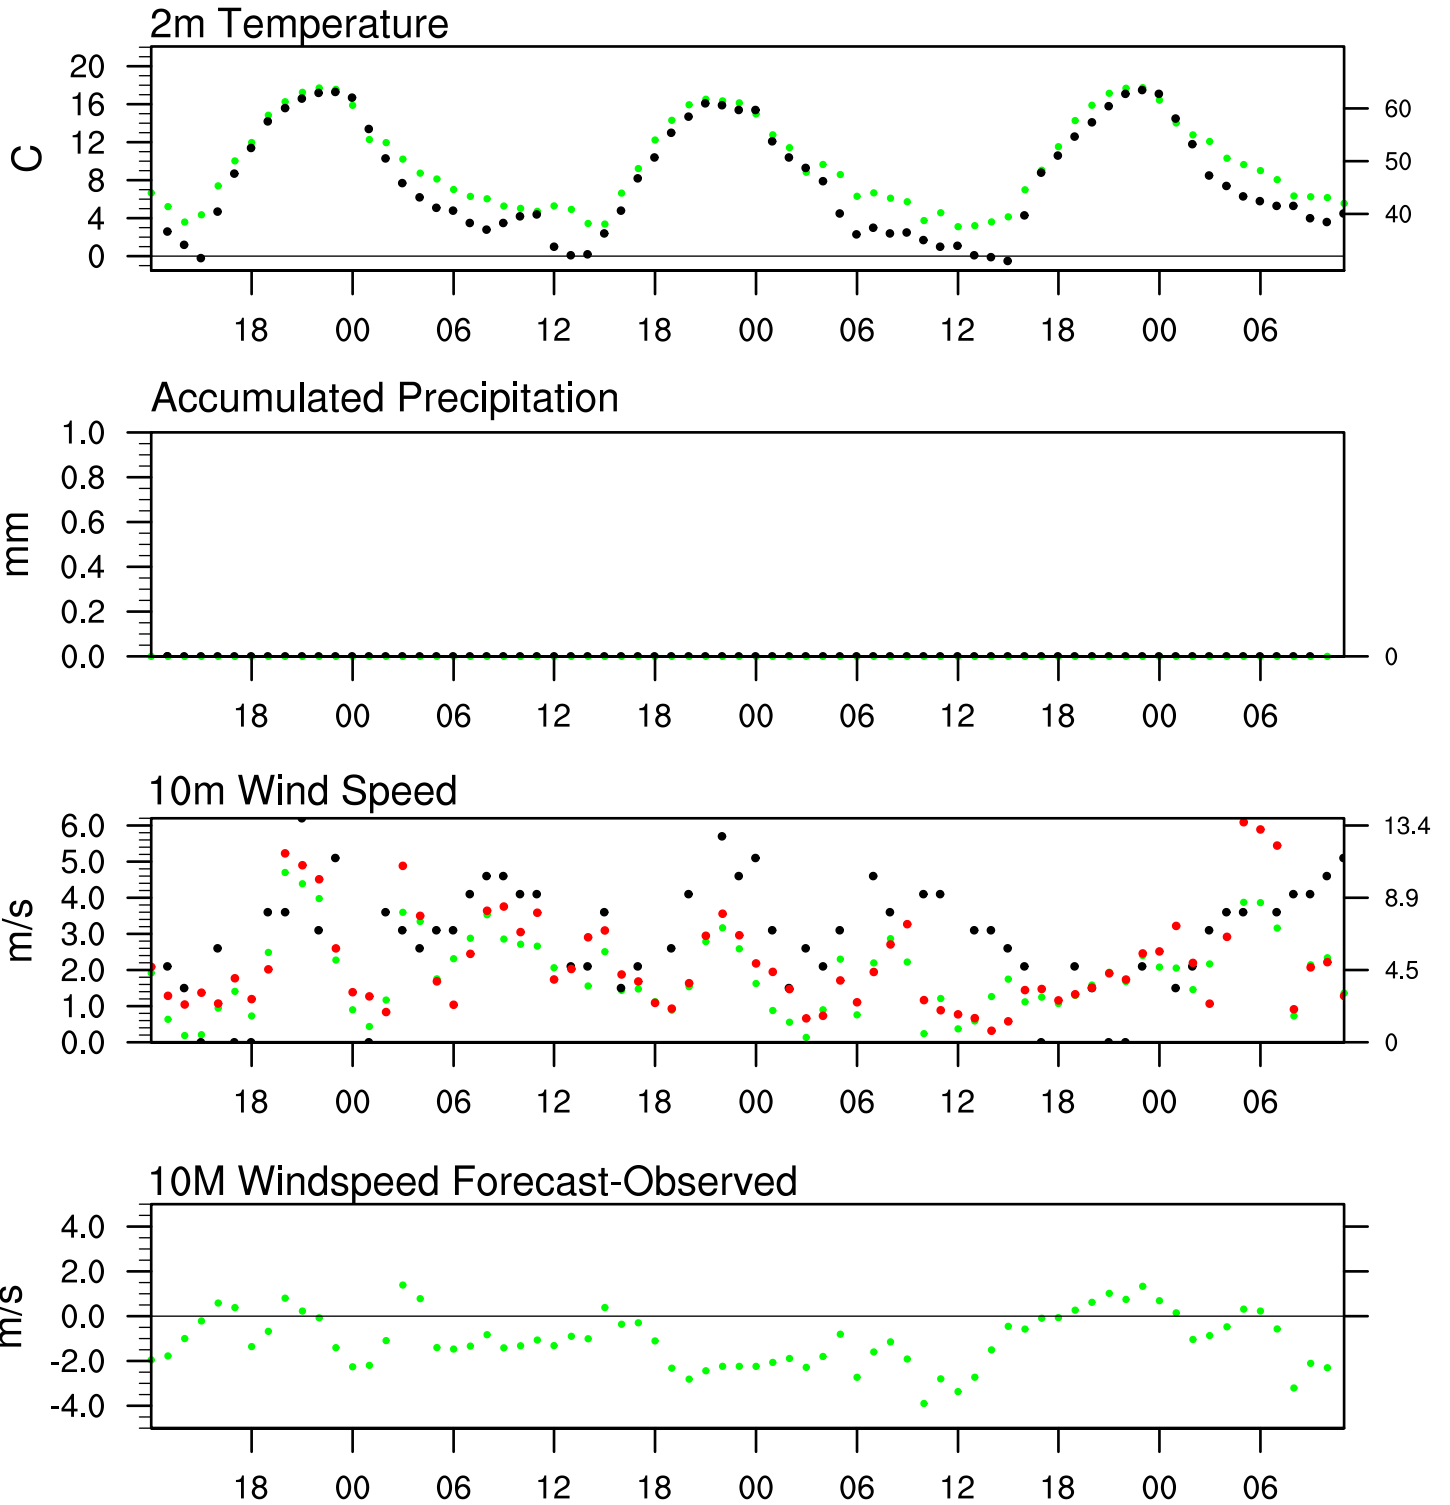 2m Temperature
20
16
12
8
4
0
C
60
50
40
18 00 06 12 18 00 06 12 18 00 06
Accumulated Precipitation
1.0
0.8
0.6
0.4
0.2
0.0
mm
0
18 00 06 12 18 00 06 12 18 00 06
10m Wind Speed
6.0
5.0
4.0
3.0
2.0
1.0
0.0
m/s
13.4
8.9
4.5
0
18 00 06 12 18 00 06 12 18 00 06
10M Windspeed Forecast-Observed
4.0
2.0
0.0
-2.0
-4.0
m/s
18 00 06 12 18 00 06 12 18 00 06